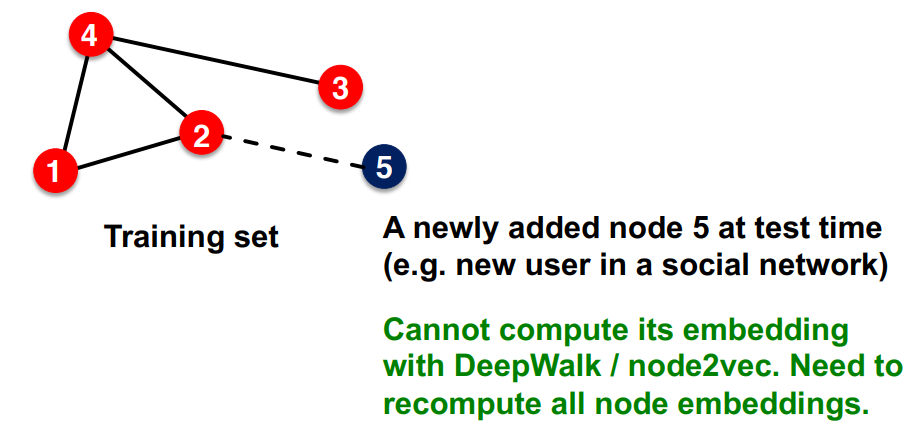 4
3
2
1
5
Training set
A newly added node 5 at test time
(e.g. new user in a social network)
Cannot compute its embedding
with DeepWalk / node2vec. Need to
recompute all node embeddings.